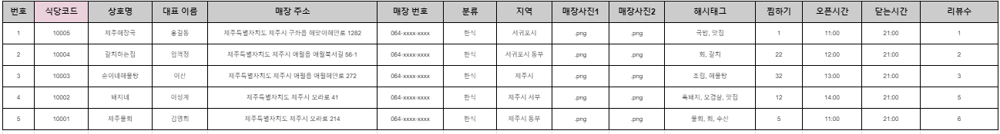 번호 식당코드 상호명 대표 이름 매장 주소 매장 번호 분류 지역 매장사진1 매장사진2 해시태그 찜하기 오픈시간 닫는시간 리뷰수
1 10005 제주해장국 홍길동 제주특별자치도 제주시 구좌읍 해맞이해안로 1282 064-xxxx-xxxx 한식 서귀포시 .png .png 국밥, 맛집 1 11:00 21:00 1
2 10004 갈치하는집 임꺽정 제주특별자치도 제주시 애월읍 애월북서길 56-1 064-xxxx-xxxx 한식 서귀포시 동부 .png .png 회, 갈치 22 12:00 21:00 2
3 10003 순이네해물탕 이산 제주특별자치도 제주시 애월읍 애월해안로 272 064-xxxx-xxxx 한식 제주시 .png .png 조림, 해물탕 32 13:00 21:00 3
4 10002 돼지네 이성계 제주특별자치도 제주시 오라로 41 064-xxxx-xxxx 한식 제주시 서부 .png .png 흑돼지, 오겹살, 맛집 12 14:00 21:00 5
5 10001 제주물회 김영희 제주특별자치도 제주시 오라로 214 064-xxxx-xxxx 한식 제주시 동부 .png .png 물회, 회, 수산 5 11:00 21:00 6